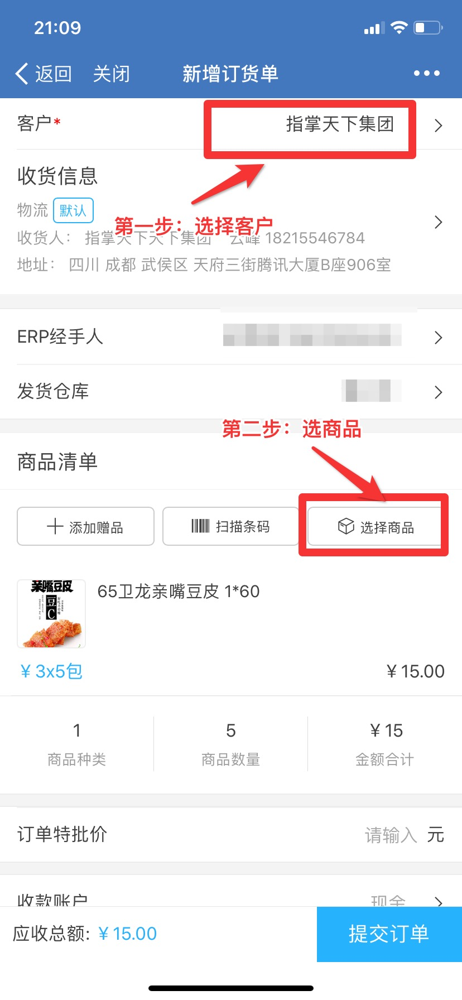 21:09
返回 关闭 新增订货单
客户* 指掌天下集团
收货信息
物流 默认
第一步：选择客户
收货人： 指掌天下天下集团 云峰 18215546784
地址： 四川 成都 武侯区 天府三街腾讯大厦B座906室
ERP经手人
发货仓库
第二步：选商品
商品清单
添加赠品 扫描条码 选择商品
亲嘴豆皮
豆C
65卫龙亲嘴豆皮 1*60
¥ 3x5包 ¥ 15.00
1 5 ¥ 15
商品种类 商品数量 金额合计
订单特批价 请输入 元
收款账户 现金
应收总额: ¥ 15.00 提交订单